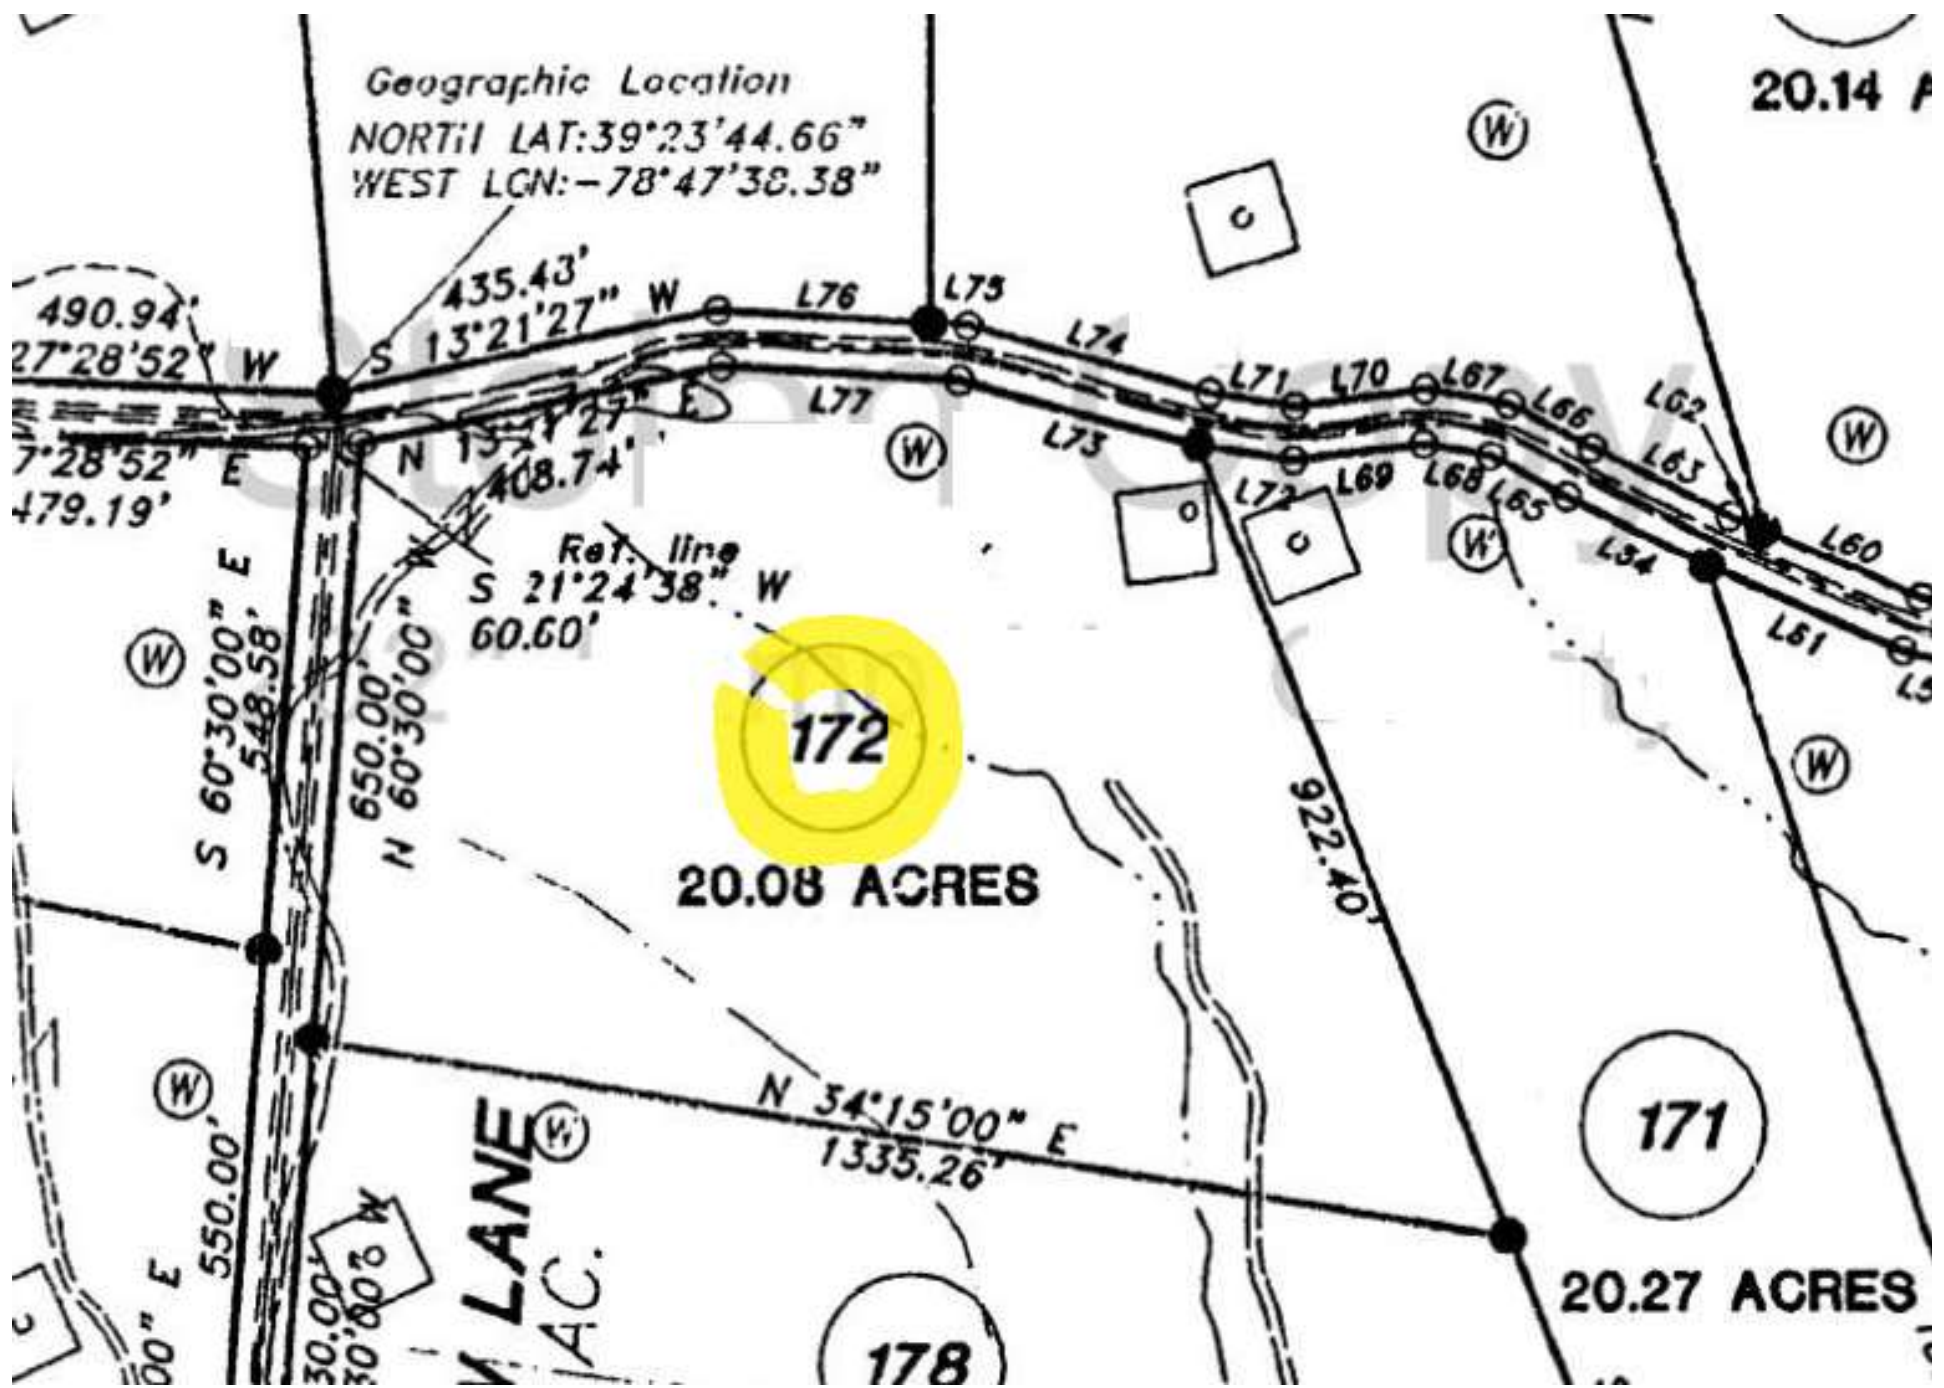 Geographic Location
NORTH LAT:39°23'44.66"
WEST LON:-78°47'38.38"
20.14
W
435.43'
S 13°21'27" W
490.94'
27°28'52" W
L76
L75
L74
L71
L70
L67
L66
L62
L63
L60
W
7°28'52" E
479.19'
N 13°21'27" E
408.74'
L77
W
L73
L72
L69
L68
L65
W
L61
Ref. line
S 21°24'38" W
60.60'
W
S 60°30'00" E
548.58'
650.00'
N 60°30'00" W
172
20.08 ACRES
922.40'
W
W
W
N 34°15'00" E
1335.26'
171
20.27 ACRES
550.00'
LANE
AC.
178